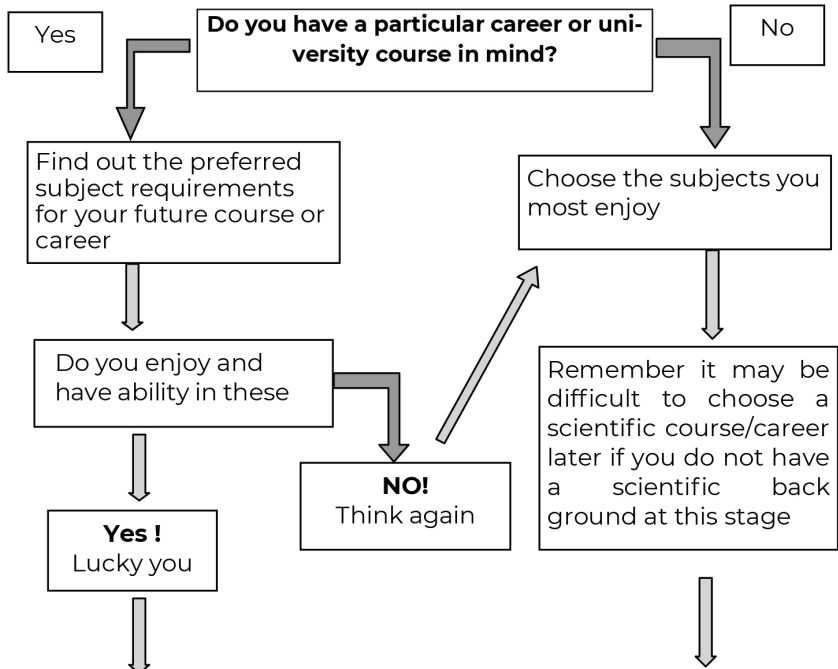 Yes
Do you have a particular career or uni-
versity course in mind?
No
Find out the preferred
subject requirements
for your future course or
career
Choose the subjects you
most enjoy
Do you enjoy and
have ability in these
Remember it may be
difficult to choose a
scientific course/career
later if you do not have
a scientific back
ground at this stage
NO!
Think again
Yes !
Lucky you